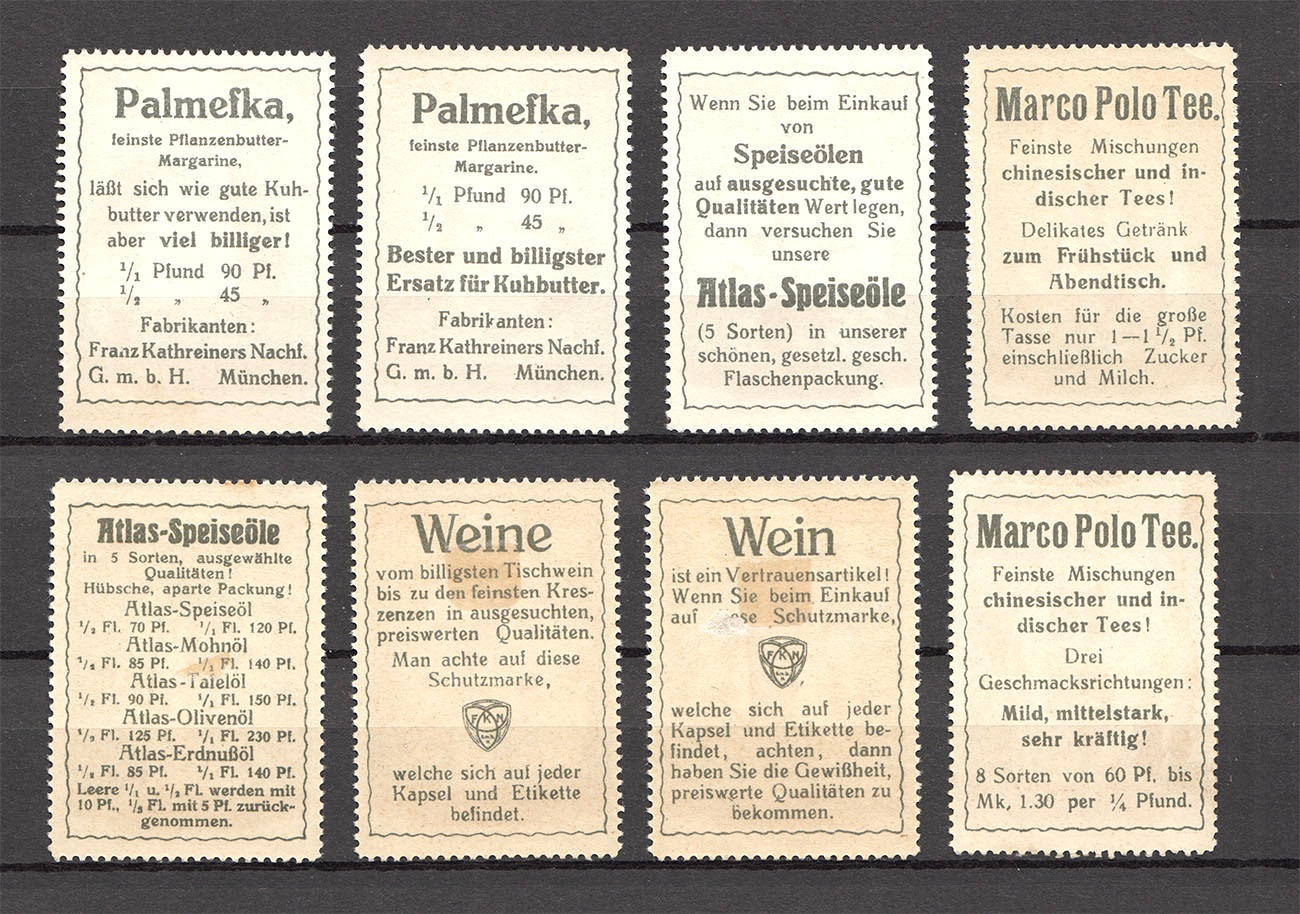 Palmefka,
feinste Pflanzenbutter-
Margarine,
läßt sich wie gute Kuh-
butter verwenden, ist
aber viel billiger!
1/1 Pfund 90 Pf.
1/2 „ 45 „
Fabrikanten:
Franz Kathreiners Nachf.
G. m. b. H. München.
Palmefka,
feinste Pflanzenbutter-
Margarine.
1/1 Pfund 90 Pf.
1/2 „ 45 „
Bester und billigster
Ersatz für Kuhbutter.
Fabrikanten:
Franz Kathreiners Nachf.
G. m. b. H. München.
Wenn Sie beim Einkauf
von
Speiseölen
auf ausgesuchte, gute
Qualitäten Wert legen,
dann versuchen Sie
unsere
Atlas-Speiseöle
(5 Sorten) in unserer
schönen, gesetzl. gesch.
Flaschenpackung.
Marco Polo Tee.
Feinste Mischungen
chinesischer und in-
discher Tees!
Delikates Getränk
zum Frühstück und
Abendtisch.
Kosten für die große
Tasse nur 1—1 1/2 Pf.
einschließlich Zucker
und Milch.
Atlas-Speiseöle
in 5 Sorten, ausgewählte
Qualitäten!
Hübsche, aparte Packung!
Atlas-Speiseöl
1/2 Fl. 70 Pf. 1/1 Fl. 120 Pf.
Atlas-Mohnöl
1/2 Fl. 85 Pf. 1/1 Fl. 140 Pf.
Atlas-Tafelöl
1/2 Fl. 90 Pf. 1/1 Fl. 150 Pf.
Atlas-Olivenöl
1/2 Fl. 125 Pf. 1/1 Fl. 230 Pf.
Atlas-Erdnußöl
1/2 Fl. 85 Pf. 1/1 Fl. 140 Pf.
Leere 1/1 u. 1/2 Fl. werden mit
10 Pf., 1/2 Fl. mit 5 Pf. zurück-
genommen.
Weine
vom billigsten Tischwein
bis zu den feinsten Kres-
zenzen in ausgesuchten,
preiswerten Qualitäten.
Man achte auf diese
Schutzmarke,
FKN
welche sich auf jeder
Kapsel und Etikette
befindet.
Wein
ist ein Vertrauensartikel!
Wenn Sie beim Einkauf
auf ese Schutzmarke,
FKN
welche sich auf jeder
Kapsel und Etikette be-
findet, achten, dann
haben Sie die Gewißheit,
preiswerte Qualitäten zu
bekommen.
Marco Polo Tee.
Feinste Mischungen
chinesischer und in-
discher Tees!
Drei
Geschmacksrichtungen:
Mild, mittelstark,
sehr kräftig!
8 Sorten von 60 Pf. bis
Mk, 1.30 per 1/4 Pfund.